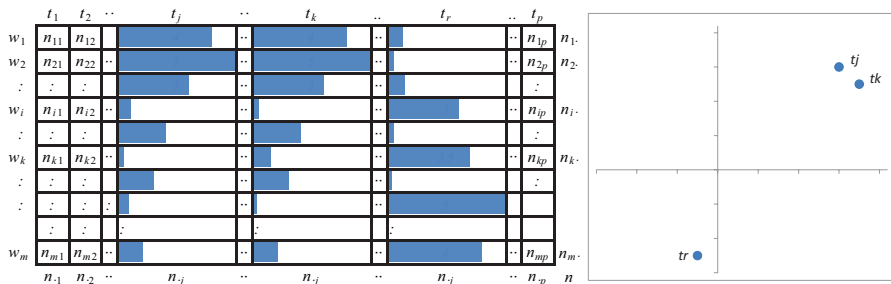 t1 t2 ·· tj tk ·· tr tp
w1 n11 n12 ·· ·· n1p n1·
w2 n21 n22 ·· ·· ·· ·· n2p n2·
: : : ·· ·· :
wi ni1 ni2 ·· ·· ·· ·· nip ni·
: : ·· ·· :
wk nk1 nk2 ·· ·· ·· ·· nkp nk·
: : : ·· ·· :
: : : : ·· ·· ··
: : : : :
wm nm1 nm2 ·· ·· ·· ·· nmp nm·
n·1 n·2 ·· n·j ·· n·j ·· n·j ·· n·p n
tj
tk
tr